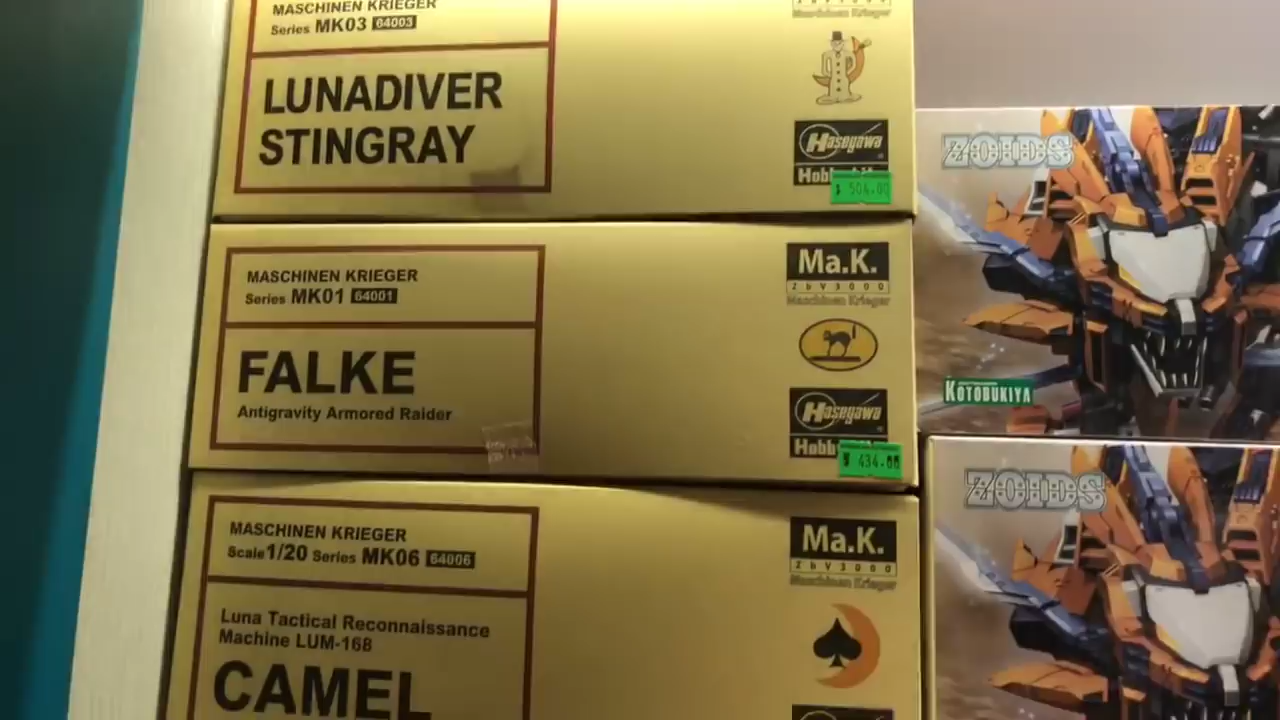 MASCHINEN KRIEGER
Series MK03 64003
LUNADIVER
STINGRAY
Maschinen Krieger
Hasegawa
504.00
MASCHINEN KRIEGER
Series MK01 64001
FALKE
Antigravity Armored Raider
Ma.K.
ZbV3000
Maschinen Krieger
Hasegawa
¥ 434.00
MASCHINEN KRIEGER
Scale 1/20 Series MK06 64006
Luna Tactical Reconnaissance
Machine LUM-168
CAMEL
Ma.K.
ZbV3000
Maschinen Krieger
ZOIDS
KOTOBUKIYA
ZOIDS